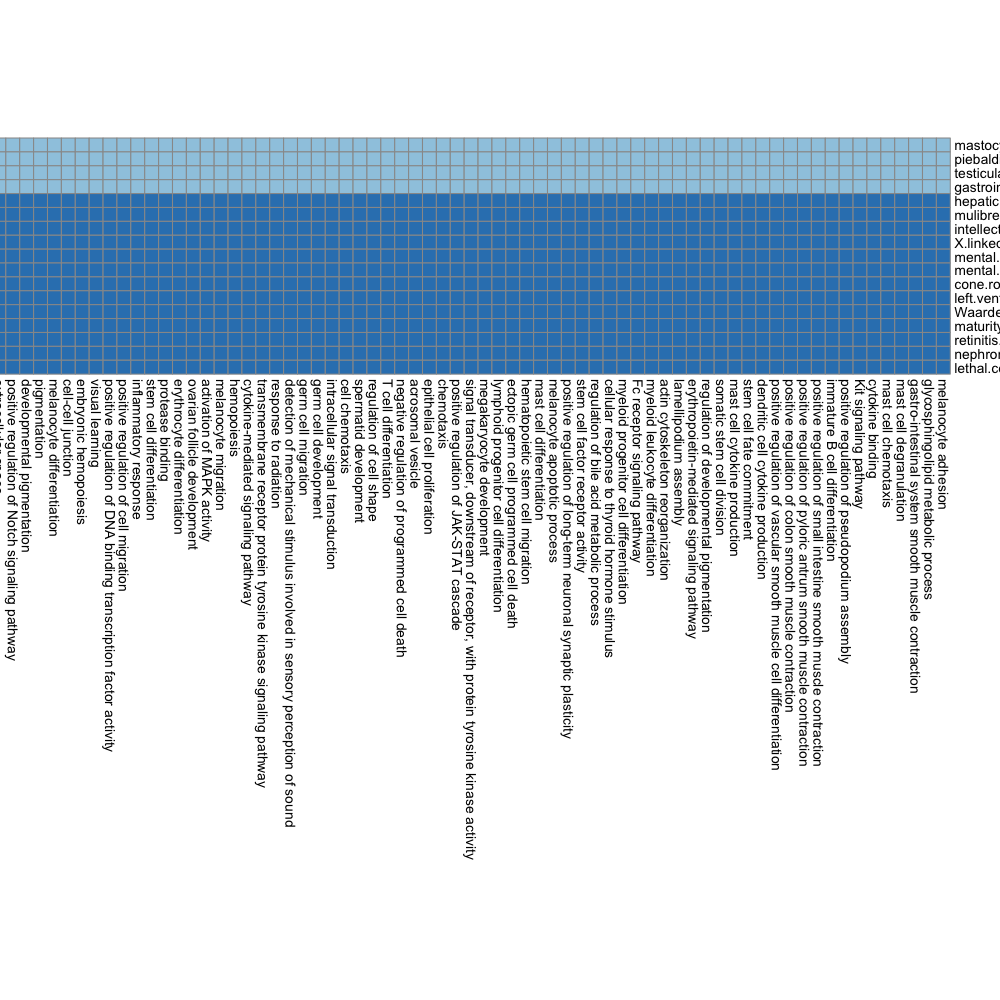 mastoc
piebald
testicula
gastroin
hepatic
mulibre
intellect
X.linked
mental.
mental.
cone.ro
left.vent
Waarde
maturity
retinitis.
nephron
lethal.co
positive regulation of Notch signaling pathway
developmental pigmentation
pigmentation
melanocyte differentiation
cell-cell junction
embryonic hemopoiesis
visual learning
positive regulation of DNA binding transcription factor activity
positive regulation of cell migration
inflammatory response
stem cell differentiation
protease binding
erythrocyte differentiation
ovarian follicle development
activation of MAPK activity
melanocyte migration
hemopoiesis
cytokine-mediated signaling pathway
transmembrane receptor protein tyrosine kinase signaling pathway
response to radiation
detection of mechanical stimulus involved in sensory perception of sound
germ cell migration
germ cell development
intracellular signal transduction
cell chemotaxis
spermatid development
regulation of cell shape
T cell differentiation
negative regulation of programmed cell death
acrosomal vesicle
epithelial cell proliferation
chemotaxis
positive regulation of JAK-STAT cascade
signal transducer, downstream of receptor, with protein tyrosine kinase activity
megakaryocyte development
lymphoid progenitor cell differentiation
ectopic germ cell programmed cell death
hematopoietic stem cell migration
mast cell differentiation
melanocyte apoptotic process
positive regulation of long-term neuronal synaptic plasticity
stem cell factor receptor activity
regulation of bile acid metabolic process
cellular response to thyroid hormone stimulus
myeloid progenitor cell differentiation
Fc receptor signaling pathway
myeloid leukocyte differentiation
actin cytoskeleton reorganization
lamellipodium assembly
erythropoietin-mediated signaling pathway
regulation of developmental pigmentation
somatic stem cell division
mast cell cytokine production
stem cell fate commitment
dendritic cell cytokine production
positive regulation of vascular smooth muscle cell differentiation
positive regulation of colon smooth muscle contraction
positive regulation of pyloric antrum smooth muscle contraction
positive regulation of small intestine smooth muscle contraction
immature B cell differentiation
positive regulation of pseudopodium assembly
Kit signaling pathway
cytokine binding
mast cell chemotaxis
mast cell degranulation
gastro-intestinal system smooth muscle contraction
glycosphingolipid metabolic process
melanocyte adhesion